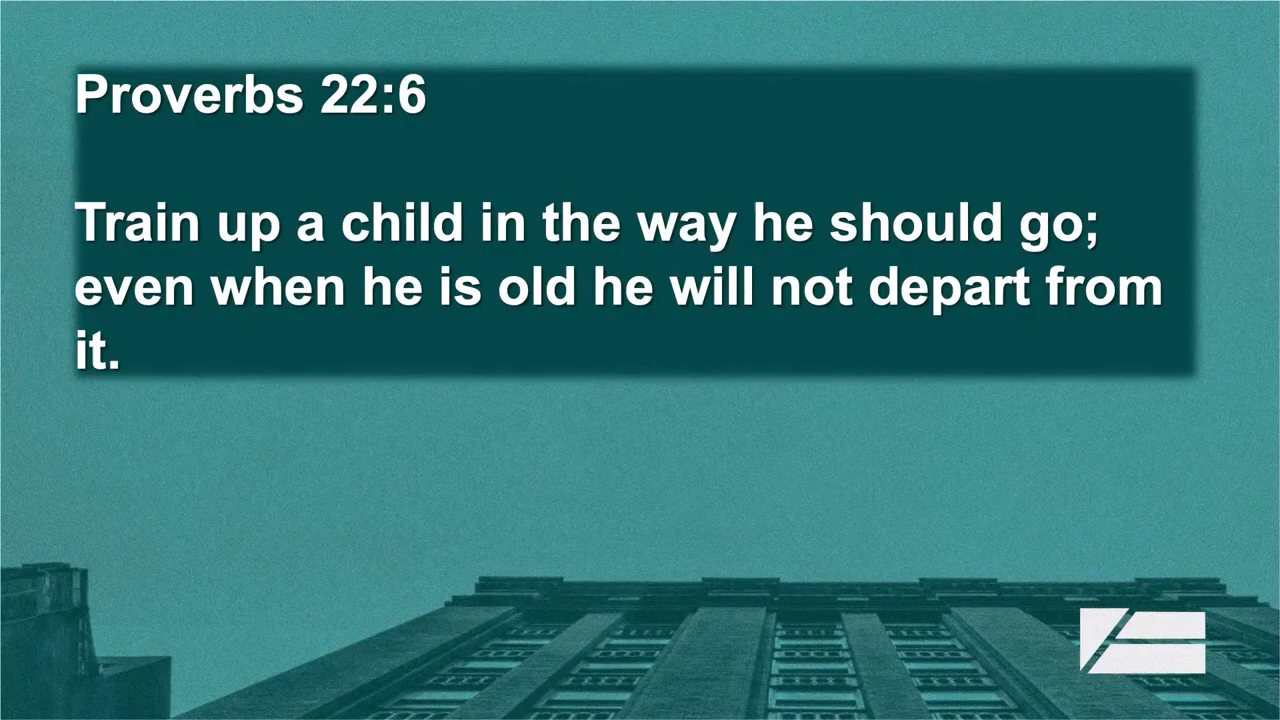 Proverbs 22:6
Train up a child in the way he should go;
even when he is old he will not depart from
it.